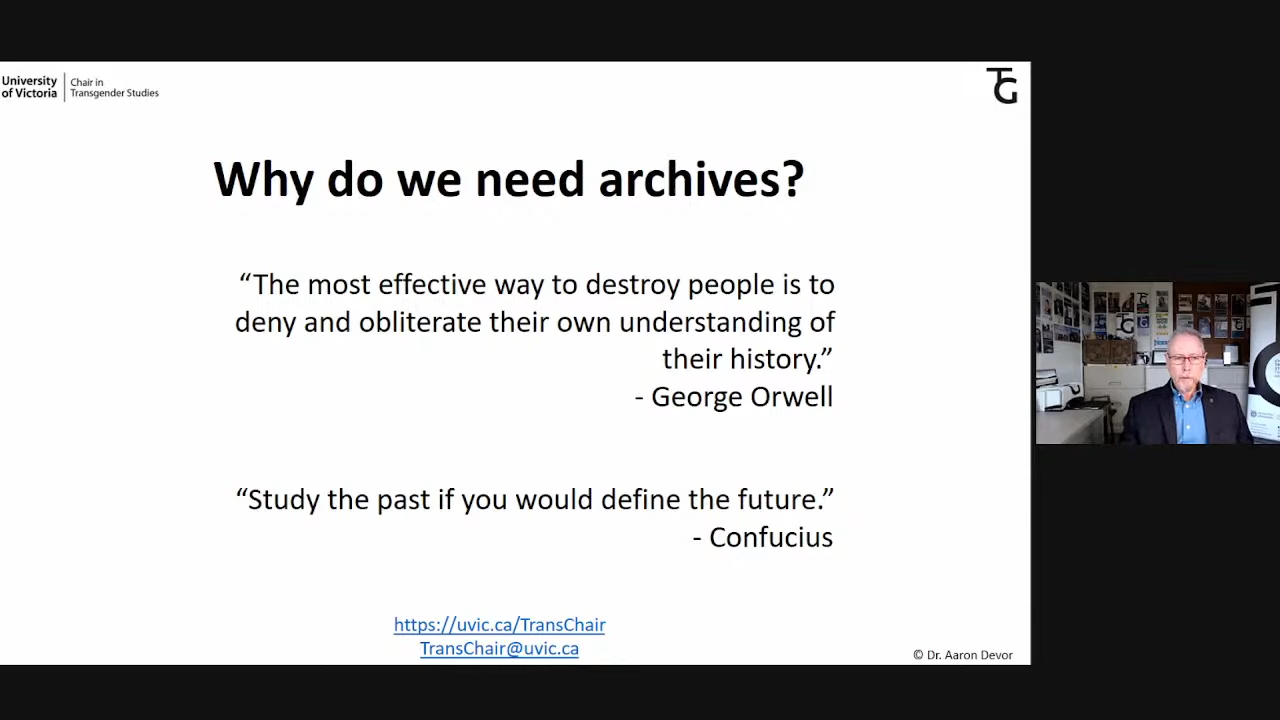 University
of Victoria
Chair in
Transgender Studies
TG
Why do we need archives?
“The most effective way to destroy people is to
deny and obliterate their own understanding of
their history.”
- George Orwell
“Study the past if you would define the future.”
- Confucius
https://uvic.ca/TransChair
TransChair@uvic.ca
© Dr. Aaron Devor